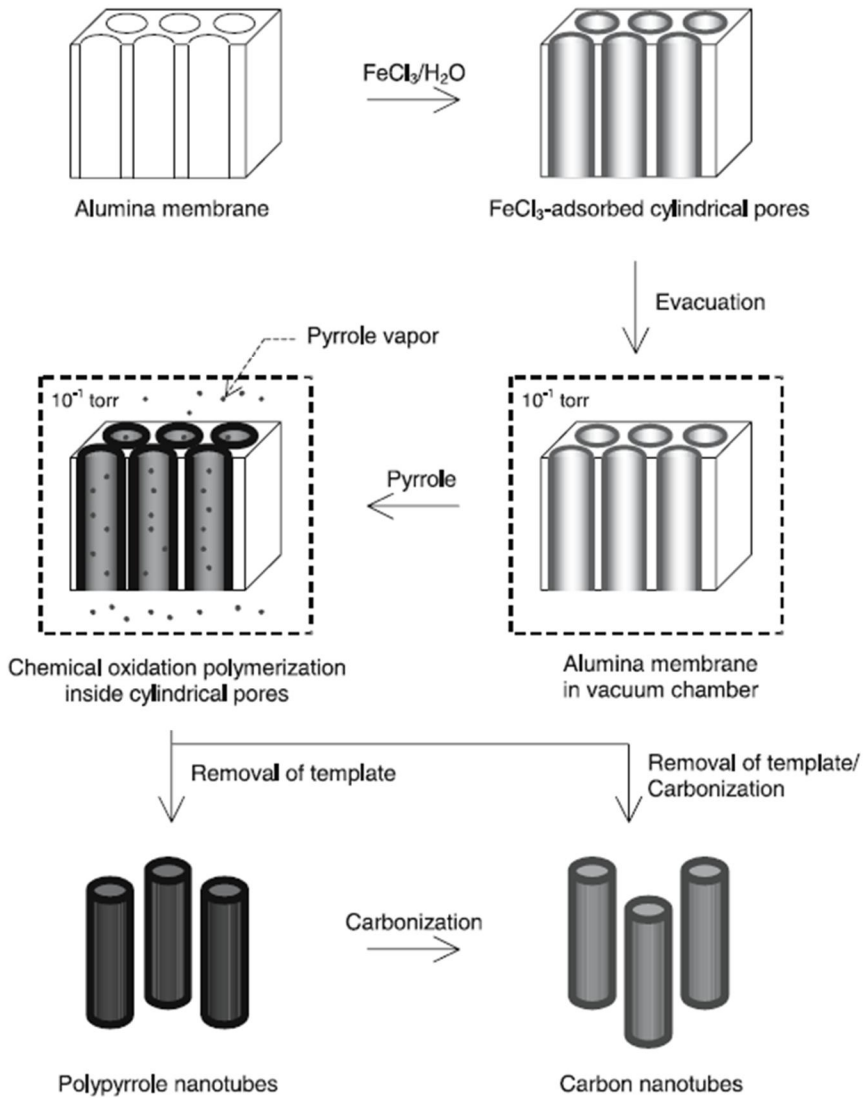 FeCl₃/H₂O
Alumina membrane
FeCl₃-adsorbed cylindrical pores
Evacuation
Pyrrole vapor
10⁻¹ torr
10⁻¹ torr
Pyrrole
Chemical oxidation polymerization
inside cylindrical pores
Alumina membrane
in vacuum chamber
Removal of template
Removal of template/
Carbonization
Carbonization
Polypyrrole nanotubes
Carbon nanotubes